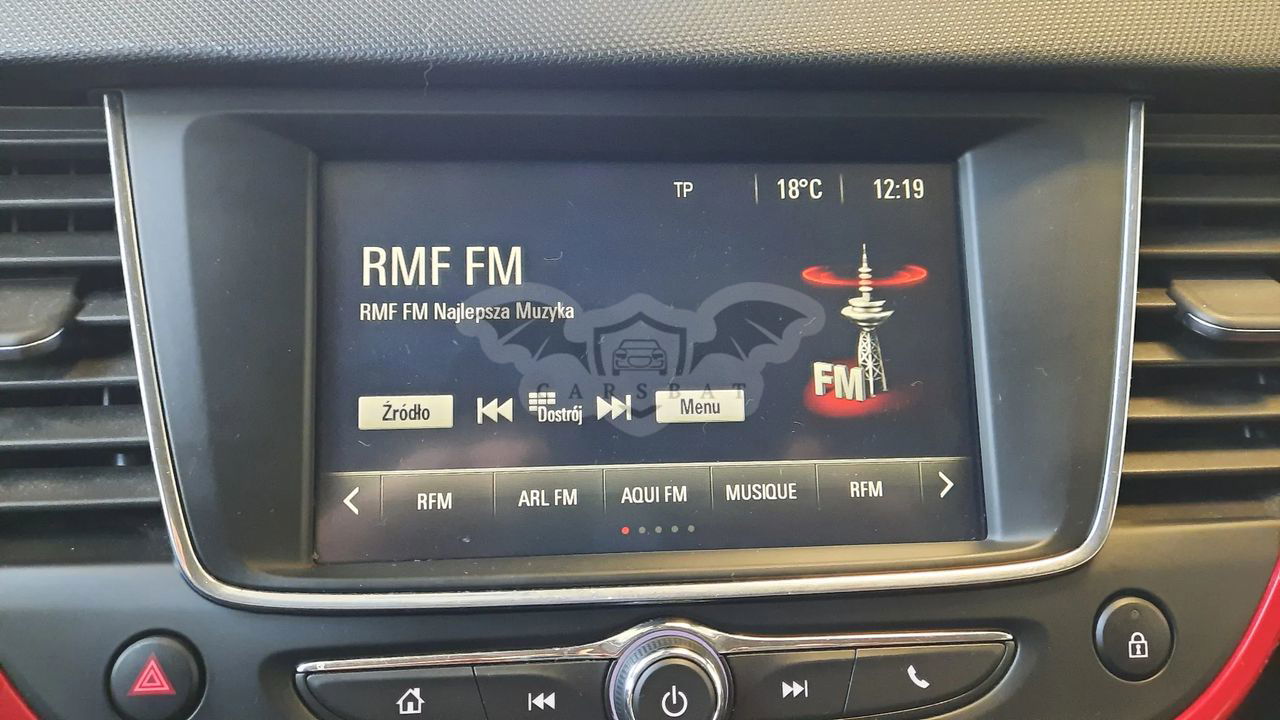 TP 18°C 12:19
RMF FM
RMF FM Najlepsza Muzyka
FM
CARSBAT
Źródło Dostrój Menu
RFM ARL FM AQUI FM MUSIQUE RFM